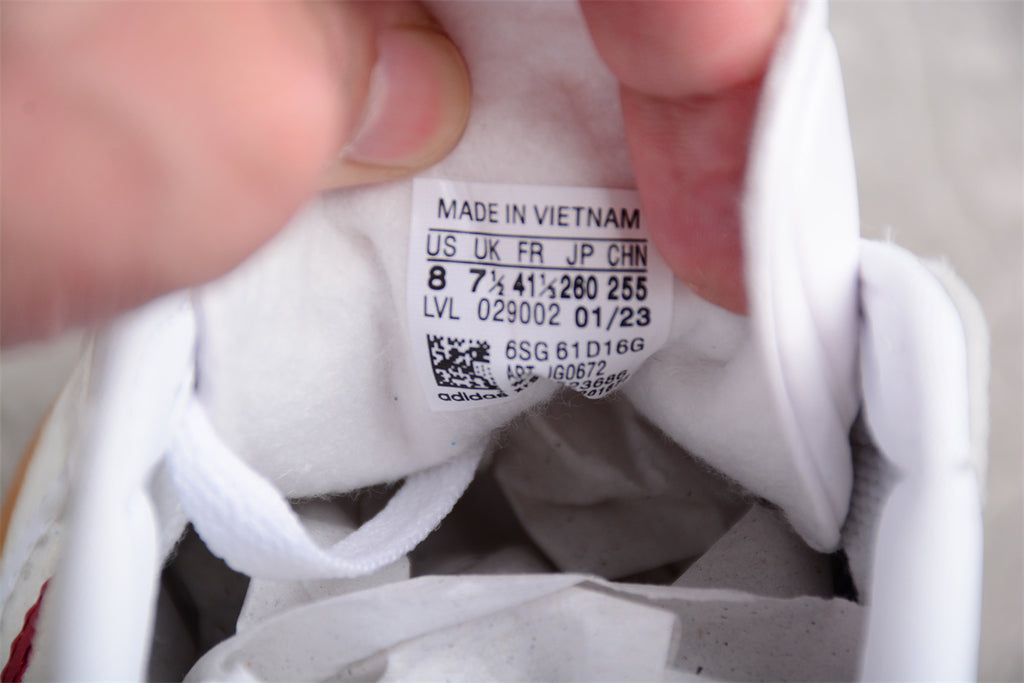 MADE IN VIETNAM
US UK FR JP CHN
8 7½ 41⅓ 260 255
LVL 029002 01/23
6SG 61D16G
ART IG0672
adidas